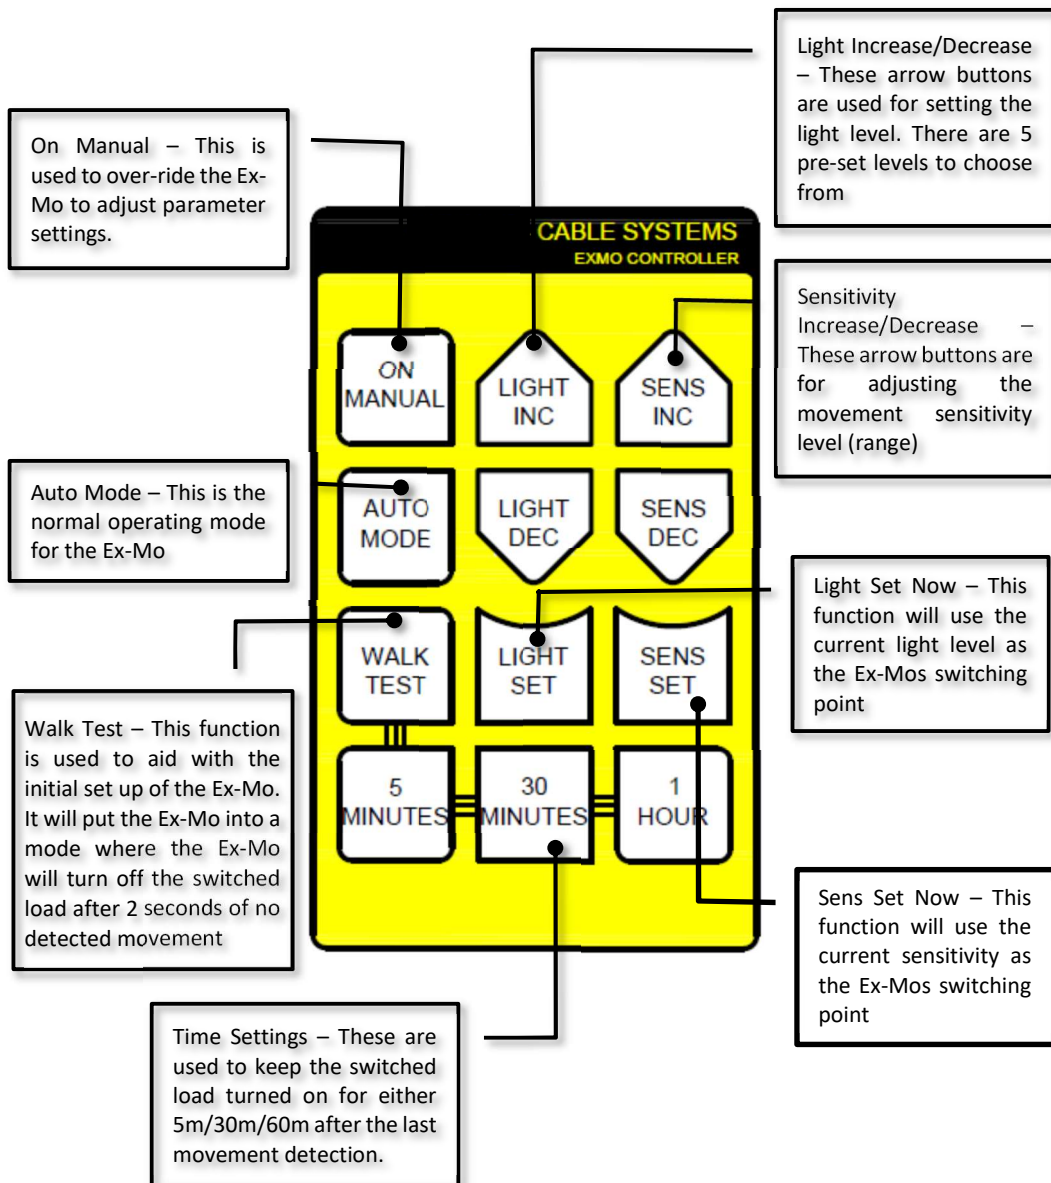 Light Increase/Decrease
– These arrow buttons
are used for setting the
light level. There are 5
pre-set levels to choose
from
On Manual – This is
used to over-ride the Ex-
Mo to adjust parameter
settings.
CABLE SYSTEMS
EXMO CONTROLLER
Sensitivity
Increase/Decrease –
These arrow buttons are
for adjusting the
movement sensitivity
level (range)
ON
MANUAL
LIGHT
INC
SENS
INC
Auto Mode – This is the
normal operating mode
for the Ex-Mo
AUTO
MODE
LIGHT
DEC
SENS
DEC
Light Set Now – This
function will use the
current light level as
the Ex-Mos switching
point
WALK
TEST
LIGHT
SET
SENS
SET
Walk Test – This function
is used to aid with the
initial set up of the Ex-Mo.
It will put the Ex-Mo into a
mode where the Ex-Mo
will turn off the switched
load after 2 seconds of no
detected movement
5
MINUTES
30
MINUTES
1
HOUR
Sens Set Now – This
function will use the
current sensitivity as
the Ex-Mos switching
point
Time Settings – These are
used to keep the switched
load turned on for either
5m/30m/60m after the last
movement detection.